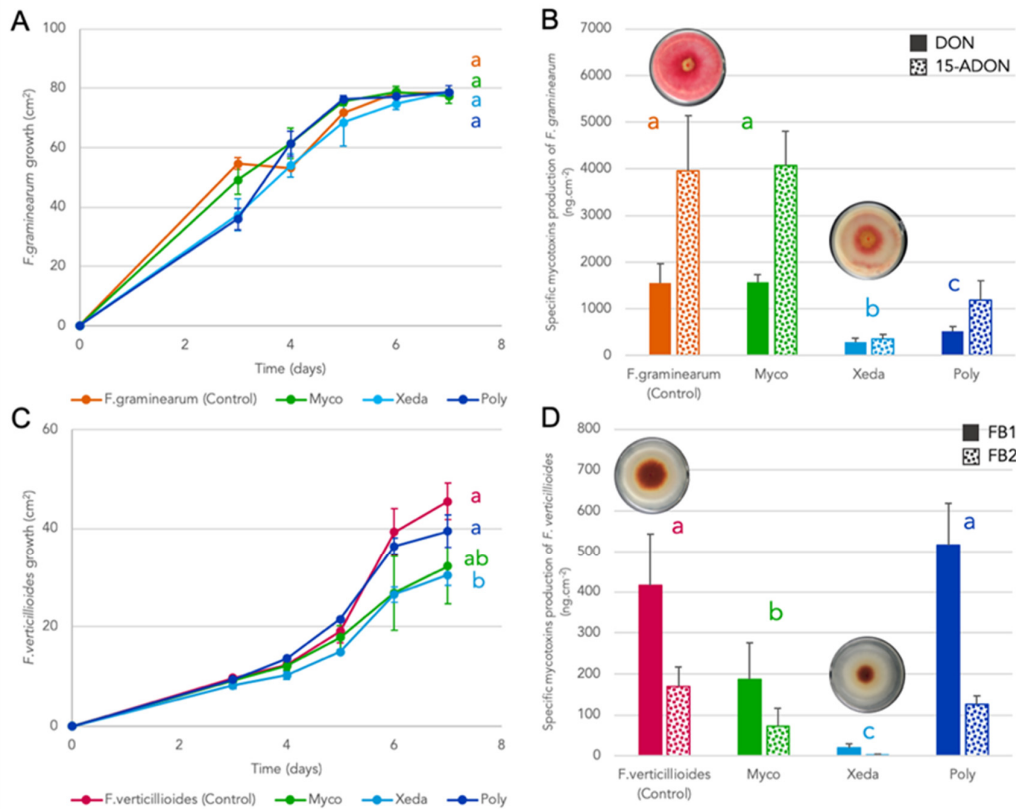 A
F.graminearum growth (cm²)
100
80
60
40
20
0
0
2
4
6
8
a
a
a
a
Time (days)
F.graminearum (Control) Myco Xeda Poly
B
Specific mycotoxins production of F. graminearum
(ng.cm⁻²)
7000
6000
5000
4000
3000
2000
1000
0
DON
15-ADON
a
a
b
c
F.graminearum
(Control)
Myco
Xeda
Poly
C
F.verticillioides growth (cm²)
60
40
20
0
0
2
4
6
8
a
a
ab
b
Time (days)
F.verticillioides (Control) Myco Xeda Poly
D
Specific mycotoxins production of F. verticillioides
(ng.cm⁻²)
800
700
600
500
400
300
200
100
0
FB1
FB2
a
b
c
a
F.verticillioides
(Control)
Myco
Xeda
Poly